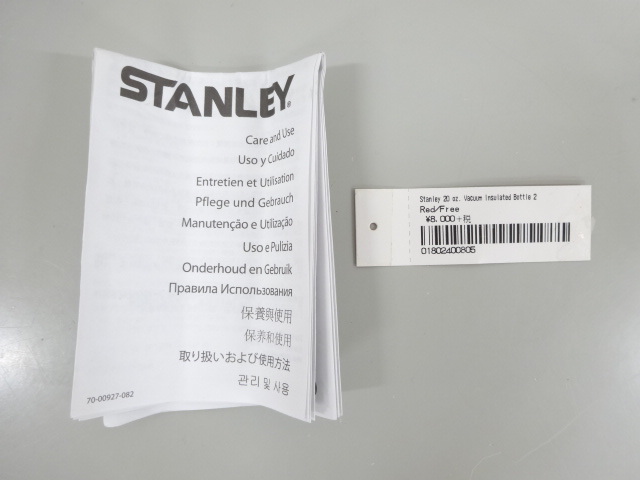 STANLEY®
Care and Use
Uso y Cuidado
Entretien et Utilisation
Pflege und Gebrauch
Manutenção e Utilização
Uso e Pulizia
Onderhoud en Gebruik
Правила Использования
保養與使用
保养和使用
取り扱いおよび使用方法
관리 및 사용
70-00927-082
Stanley 20 oz. Vacuum Insulated Bottle 2
Red/Free
¥8,000+税
01802400805